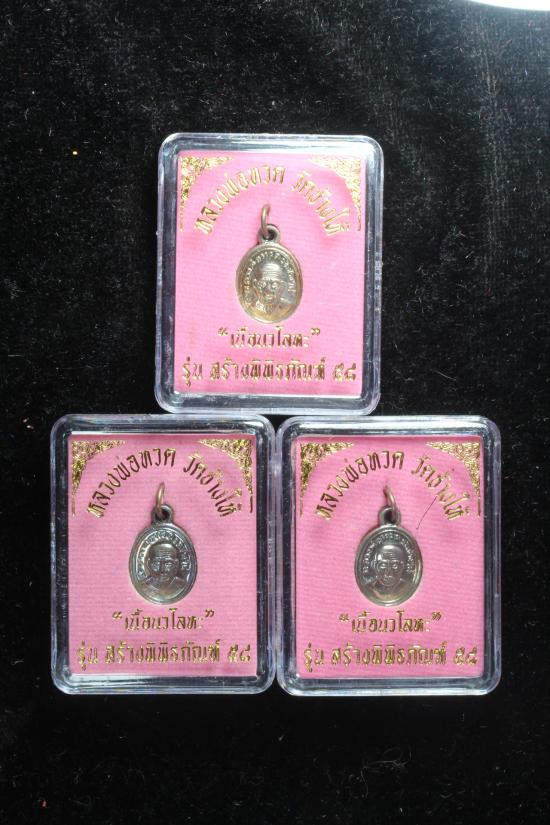 หลวงพ่อทวด วัดช้างให้
"เนื้อนวโลหะ"
รุ่น สร้างพิพิธภัณฑ์ ๕๘
หลวงพ่อทวด วัดช้างให้
"เนื้อนวโลหะ"
รุ่น สร้างพิพิธภัณฑ์ ๕๘
หลวงพ่อทวด วัดช้างให้
"เนื้อนวโลหะ"
รุ่น สร้างพิพิธภัณฑ์ ๕๘